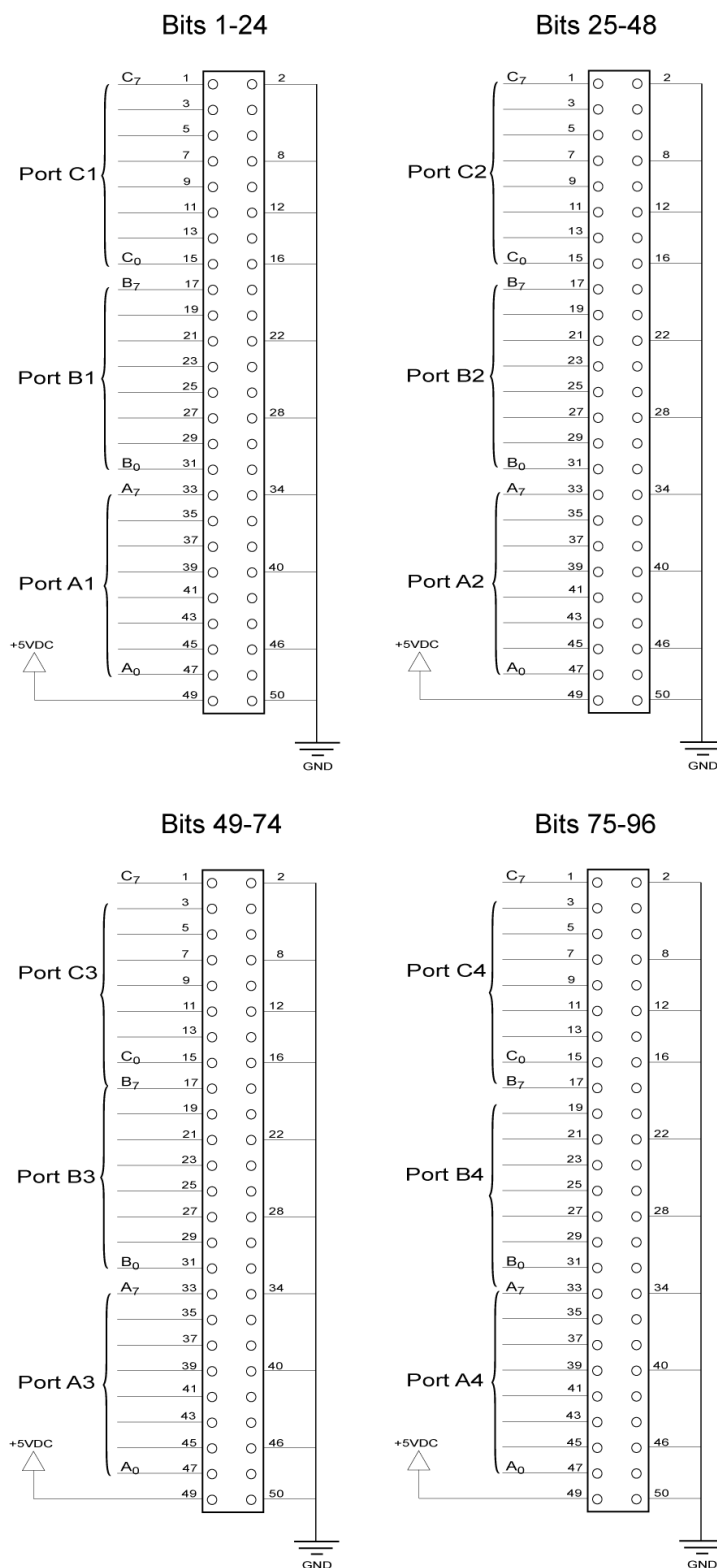 Bits 1-24
C7 1 2
3
5
Port C1 7 8
9
11 12
13
C0 15 16
B7 17
19
21 22
23
Port B1
25
27 28
29
B0 31
A7 33 34
35
37
Port A1 39 40
41
43
+5VDC 45 46
A0 47
49 50
GND
Bits 25-48
C7 1 2
3
5
Port C2 7 8
9
11 12
13
C0 15 16
B7 17
19
21 22
23
Port B2
25
27 28
29
B0 31
A7 33 34
35
37
Port A2 39 40
41
43
+5VDC 45 46
A0 47
49 50
GND
Bits 49-74
C7 1 2
3
5
7 8
Port C3
9
11 12
13
C0 15 16
B7 17
19
21 22
23
Port B3
25
27 28
29
B0 31
A7 33 34
35
37
39 40
Port A3
41
43
+5VDC 45 46
A0 47
49 50
GND
Bits 75-96
C7 1 2
3
5
7 8
Port C4
9
11 12
13
C0 15 16
B7 17
19
21 22
23
Port B4
25
27 28
29
B0 31
A7 33 34
35
37
39 40
Port A4
41
43
+5VDC 45 46
A0 47
49 50
GND